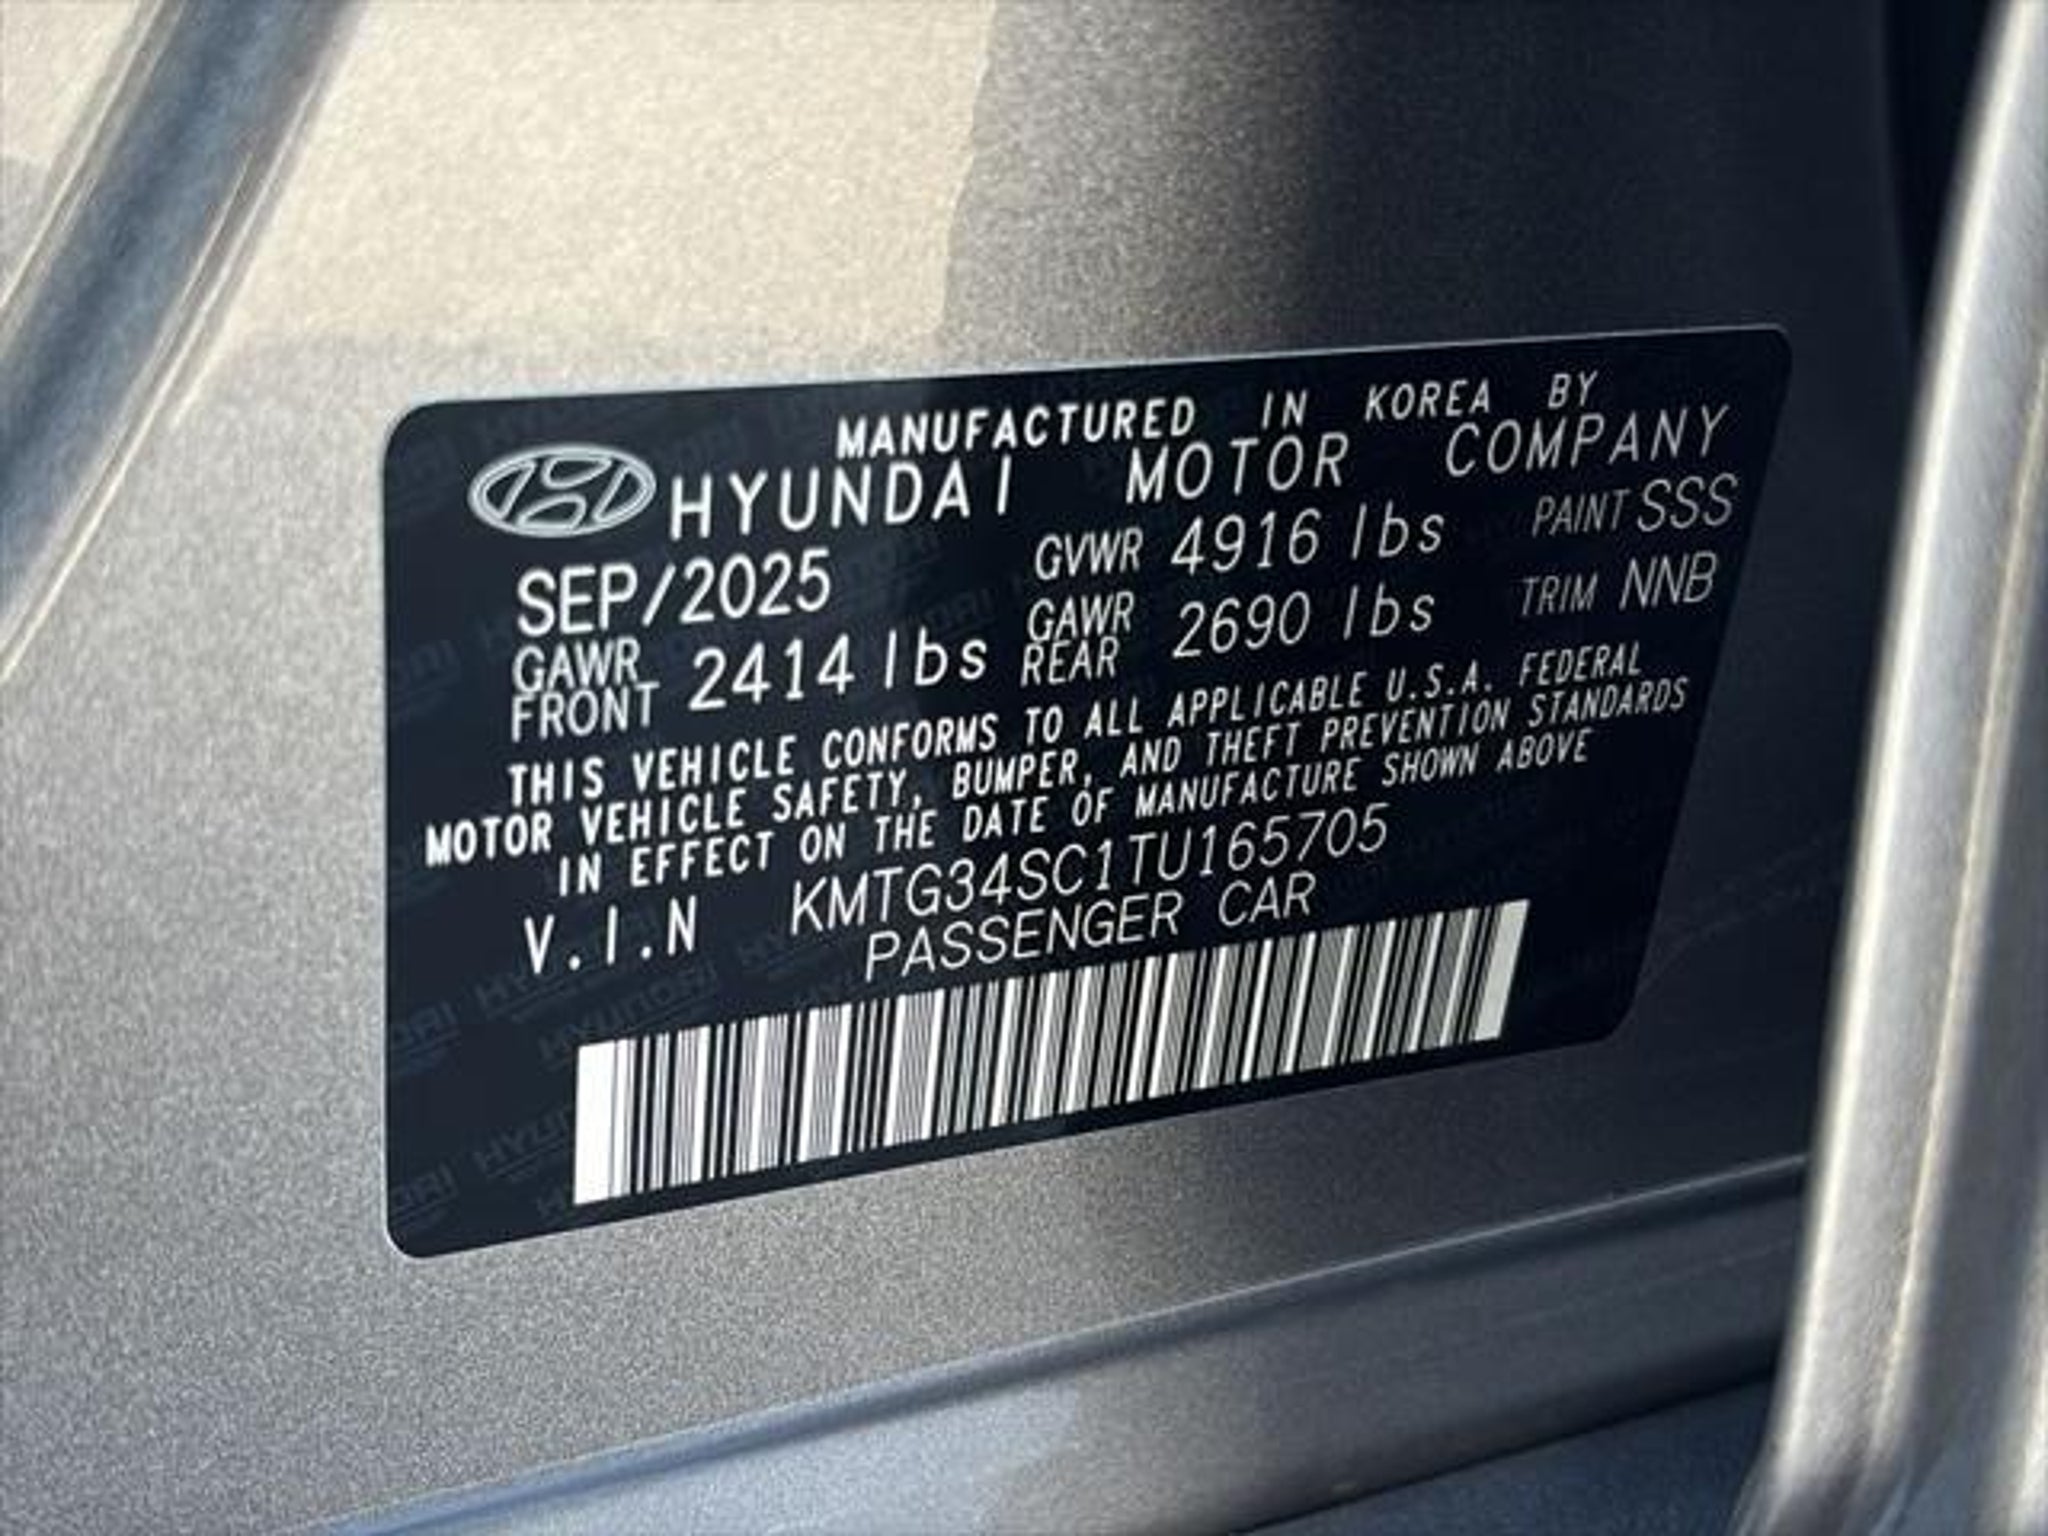 MANUFACTURED IN KOREA BY
HYUNDAI MOTOR COMPANY
SEP/2025 GVWR 4916 lbs PAINT SSS
GAWR FRONT 2414 lbs GAWR REAR 2690 lbs TRIM NNB
THIS VEHICLE CONFORMS TO ALL APPLICABLE U.S.A. FEDERAL
MOTOR VEHICLE SAFETY, BUMPER, AND THEFT PREVENTION STANDARDS
IN EFFECT ON THE DATE OF MANUFACTURE SHOWN ABOVE
V.I.N KMTG34SC1TU165705
PASSENGER CAR